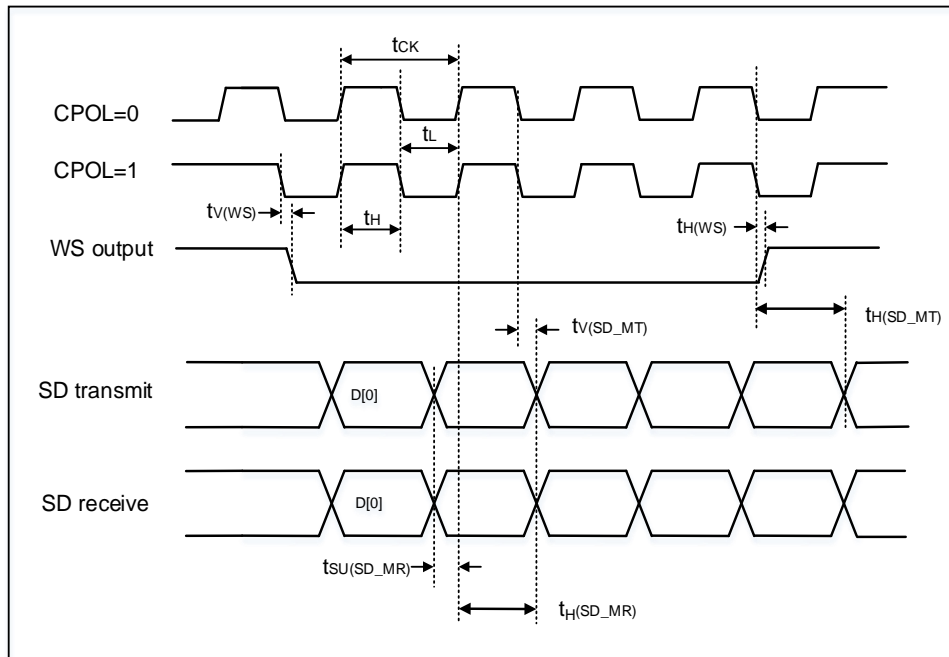 tCK
CPOL=0
tL
CPOL=1
tV(WS)
tH
tH(WS)
WS output
tH(SD_MT)
tV(SD_MT)
SD transmit
D[0]
SD receive
D[0]
tSU(SD_MR)
tH(SD_MR)